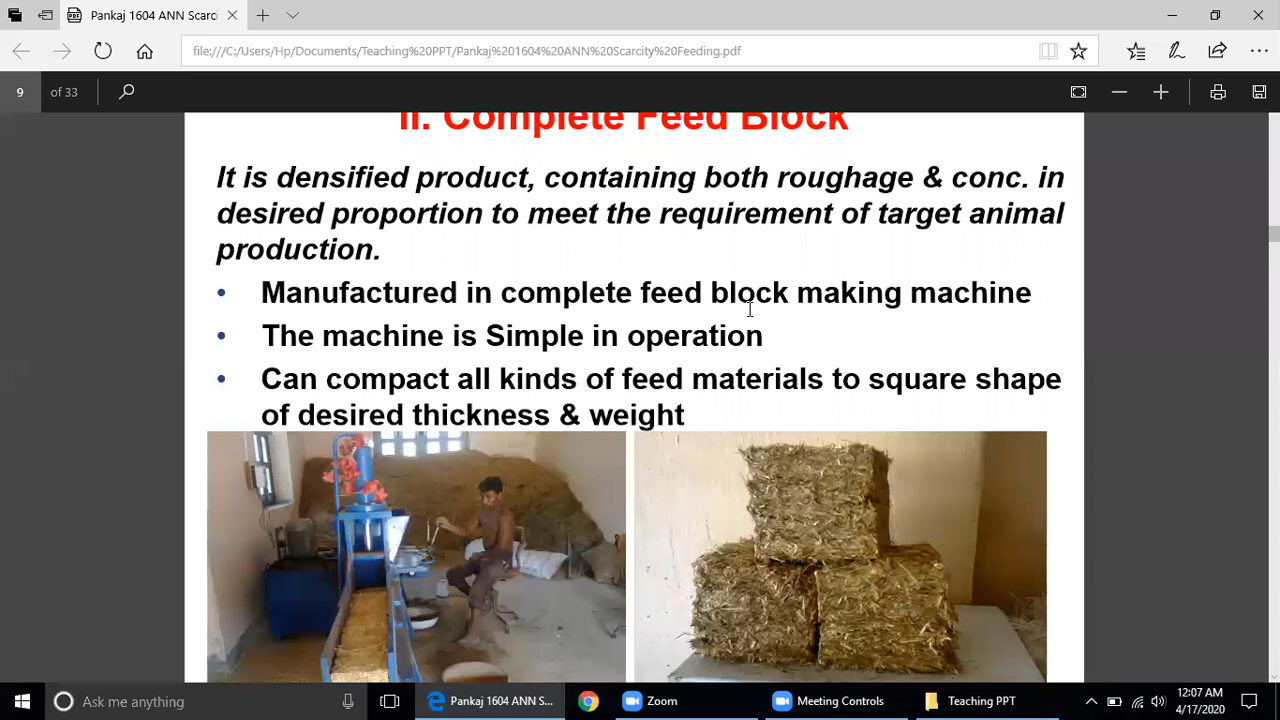 Pankaj 1604 ANN Scarci
file:///C:/Users/Hp/Documents/Teaching%20PPT/Pankaj%201604%20ANN%20Scarcity%20Feeding.pdf
9 of 33
II. Complete Feed Block
It is densified product, containing both roughage & conc. in
desired proportion to meet the requirement of target animal
production.
• Manufactured in complete feed block making machine
• The machine is Simple in operation
• Can compact all kinds of feed materials to square shape
of desired thickness & weight
Ask me anything
Pankaj 1604 ANN S...
Zoom
Meeting Controls
Teaching PPT
12:07 AM
4/17/2020